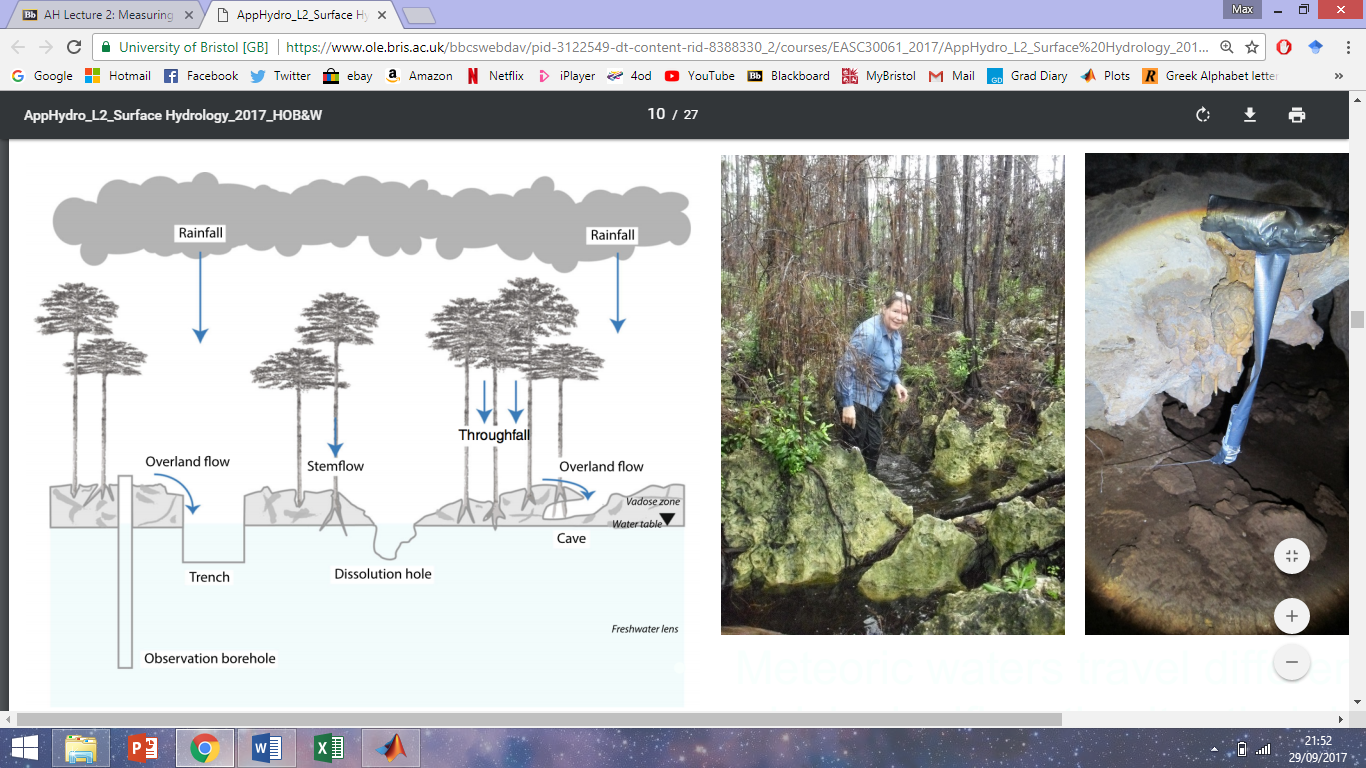 AH Lecture 2: Measuring
AppHydro_L2_Surface Hy
Max
University of Bristol [GB]
https://www.ole.bris.ac.uk/bbcswebdav/pid-3122549-dt-content-rid-8388330_2/courses/EASC30061_2017/AppHydro_L2_Surface%20Hydrology_201...
Google Hotmail Facebook Twitter ebay Amazon Netflix iPlayer 4od YouTube Blackboard MyBristol Mail Grad Diary Plots Greek Alphabet letter »
AppHydro_L2_Surface Hydrology_2017_HOB&W
10 / 27
Rainfall
Rainfall
Throughfall
Overland flow
Stemflow
Overland flow
Vadose zone
Water table
Cave
Trench
Dissolution hole
Freshwater lens
Observation borehole
Meteoric waters travel differe
21:52
29/09/2017